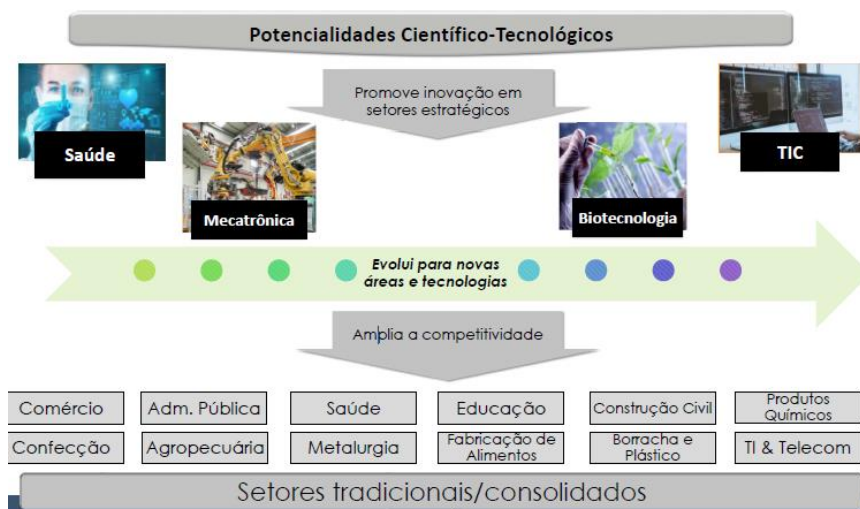 Potencialidades Científico-Tecnológicos
Promove inovação em
setores estratégicos
Saúde
TIC
Mecatrônica
Biotecnologia
Evolui para novas
áreas e tecnologias
Amplia a competitividade
Comércio
Adm. Pública
Saúde
Educação
Construção Civil
Produtos
Químicos
Confecção
Agropecuária
Metalurgia
Fabricação de
Alimentos
Borracha e
Plástico
TI & Telecom
Setores tradicionais/consolidados